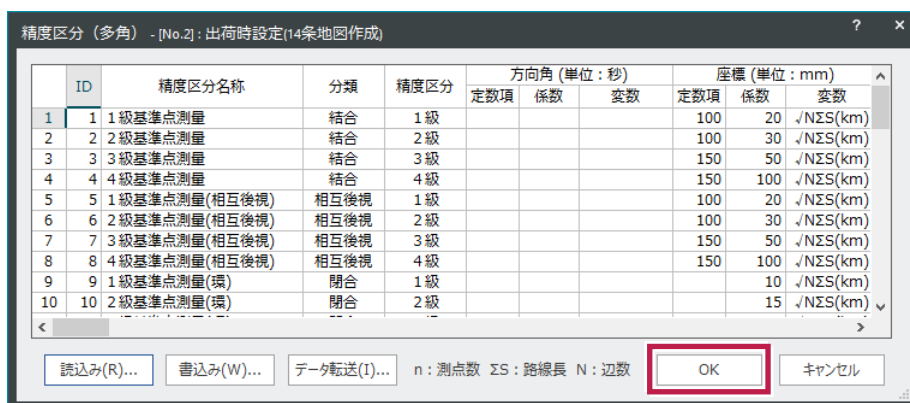 精度区分（多角） - [No.2] : 出荷時設定(14条地図作成) ? ×
ID 精度区分名称 分類 精度区分 方向角 (単位：秒) 座標 (単位：mm)
定数項 係数 変数 定数項 係数 変数
1 1 1級基準点測量 結合 1級 100 20 √NΣS(km)
2 2 2級基準点測量 結合 2級 100 30 √NΣS(km)
3 3 3級基準点測量 結合 3級 150 50 √NΣS(km)
4 4 4級基準点測量 結合 4級 150 100 √NΣS(km)
5 5 1級基準点測量(相互後視) 相互後視 1級 100 20 √NΣS(km)
6 6 2級基準点測量(相互後視) 相互後視 2級 100 30 √NΣS(km)
7 7 3級基準点測量(相互後視) 相互後視 3級 150 50 √NΣS(km)
8 8 4級基準点測量(相互後視) 相互後視 4級 150 100 √NΣS(km)
9 9 1級基準点測量(環) 閉合 1級 10 √NΣS(km)
10 10 2級基準点測量(環) 閉合 2級 15 √NΣS(km)
読込み(R)... 書込み(W)... データ転送(I)... n：測点数 ΣS：路線長 N：辺数 OK キャンセル